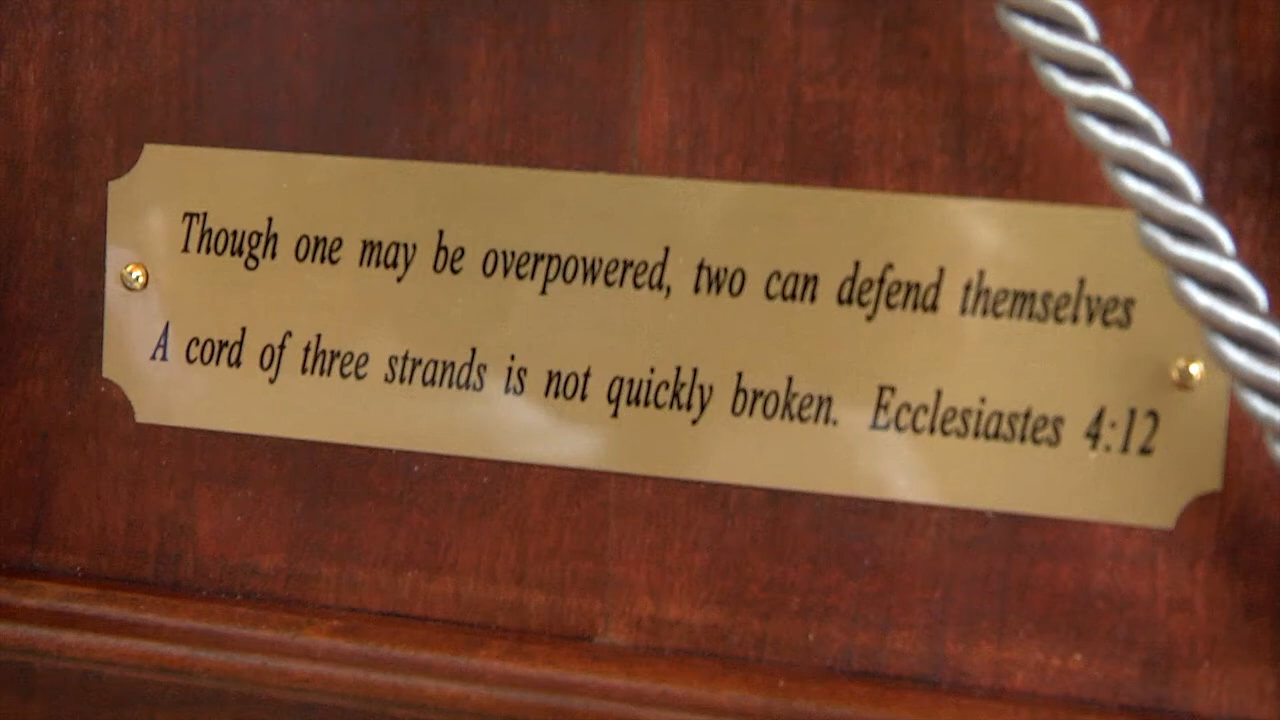 Though one may be overpowered, two can defend themselves
A cord of three strands is not quickly broken. Ecclesiastes 4:12